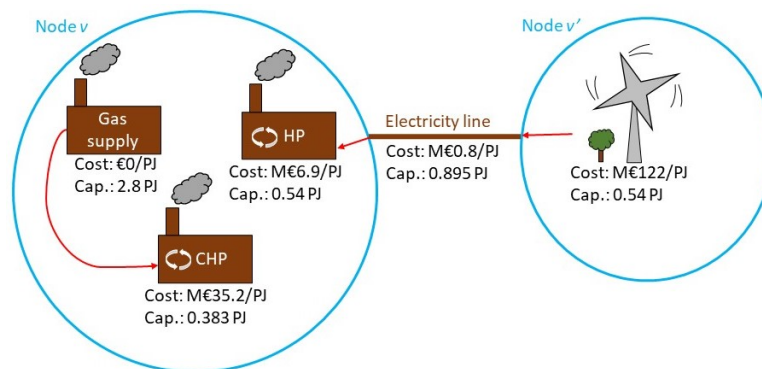 Node v
Node v’
Gas
supply
Cost: €0/PJ
Cap.: 2.8 PJ
HP
Cost: M€6.9/PJ
Cap.: 0.54 PJ
Electricity line
Cost: M€0.8/PJ
Cap.: 0.895 PJ
Cost: M€122/PJ
Cap.: 0.54 PJ
CHP
Cost: M€35.2/PJ
Cap.: 0.383 PJ